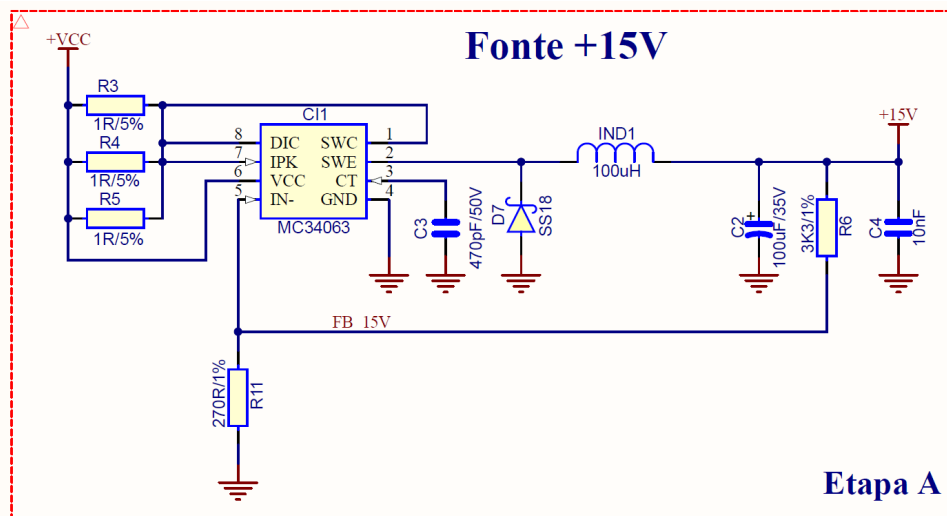 Fonte +15V
+VCC
R3
1R/5%
R4
1R/5%
R5
1R/5%
CI1
8 DIC SWC 1
7 IPK SWE 2
6 VCC CT 3
5 IN- GND 4
MC34063
C3
470pF/50V
D7
SS18
IND1
100uH
+
C2
100uF/35V
3K3/1%
R6
+15V
C4
10nF
FB_15V
270R/1%
R11
Etapa A